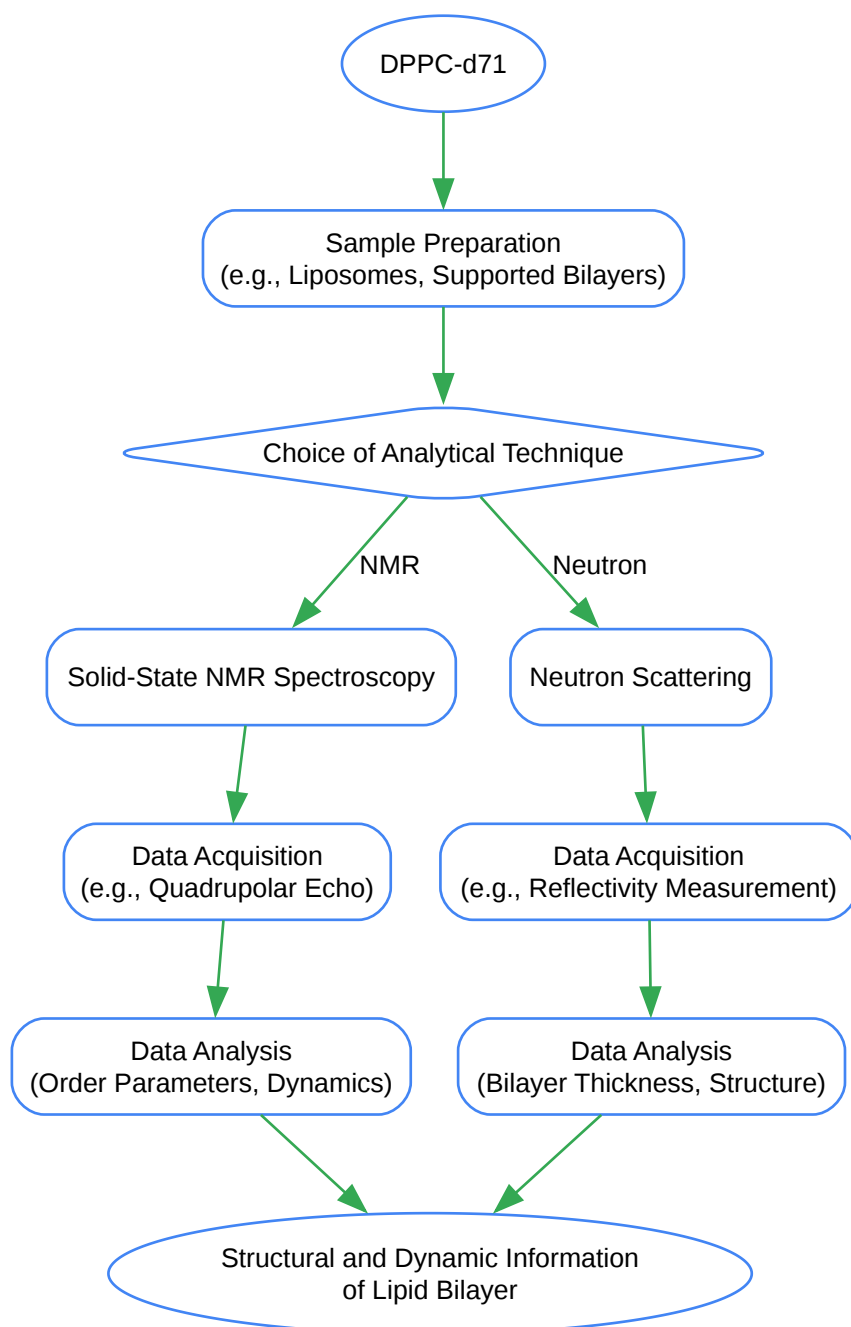 DPPC-d71
Sample Preparation
(e.g., Liposomes, Supported Bilayers)
Choice of Analytical Technique
NMR
Neutron
Solid-State NMR Spectroscopy
Neutron Scattering
Data Acquisition
(e.g., Quadrupolar Echo)
Data Acquisition
(e.g., Reflectivity Measurement)
Data Analysis
(Order Parameters, Dynamics)
Data Analysis
(Bilayer Thickness, Structure)
Structural and Dynamic Information
of Lipid Bilayer